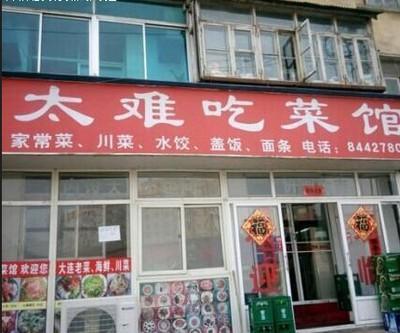 太难吃菜馆
家常菜、川菜、水饺、盖饭、面条 电话:8442780
菜馆 欢迎您
大连老菜、海鲜、川菜
福
福
迎